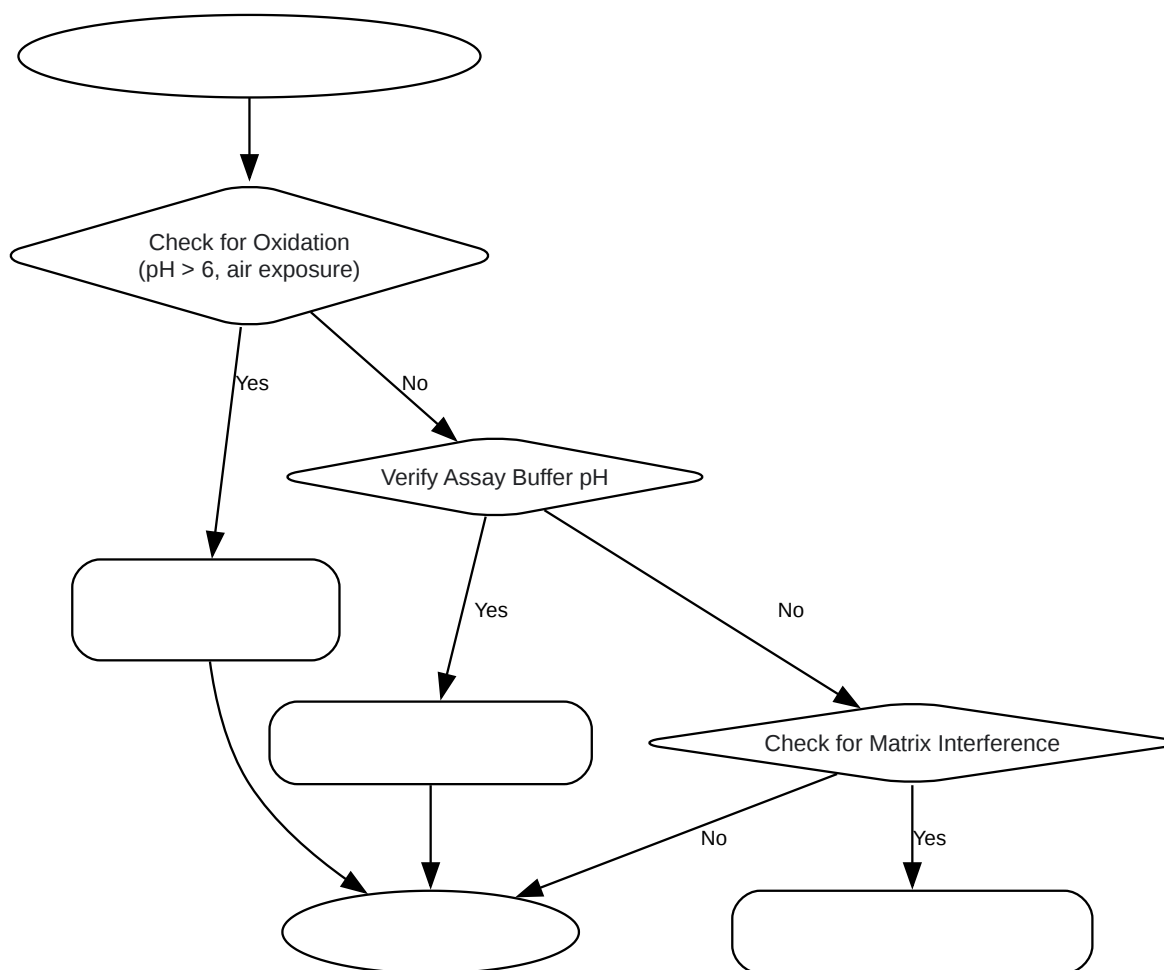 Check for Oxidation
(pH > 6, air exposure)
Yes
No
Verify Assay Buffer pH
Yes
No
Check for Matrix Interference
No
Yes